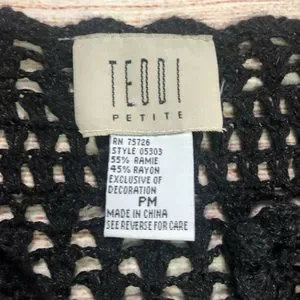 TEDDI
PETITE
RN 75726
STYLE 05303
55% RAMIE
45% RAYON
EXCLUSIVE OF
DECORATION
PM
MADE IN CHINA
SEE REVERSE FOR CARE